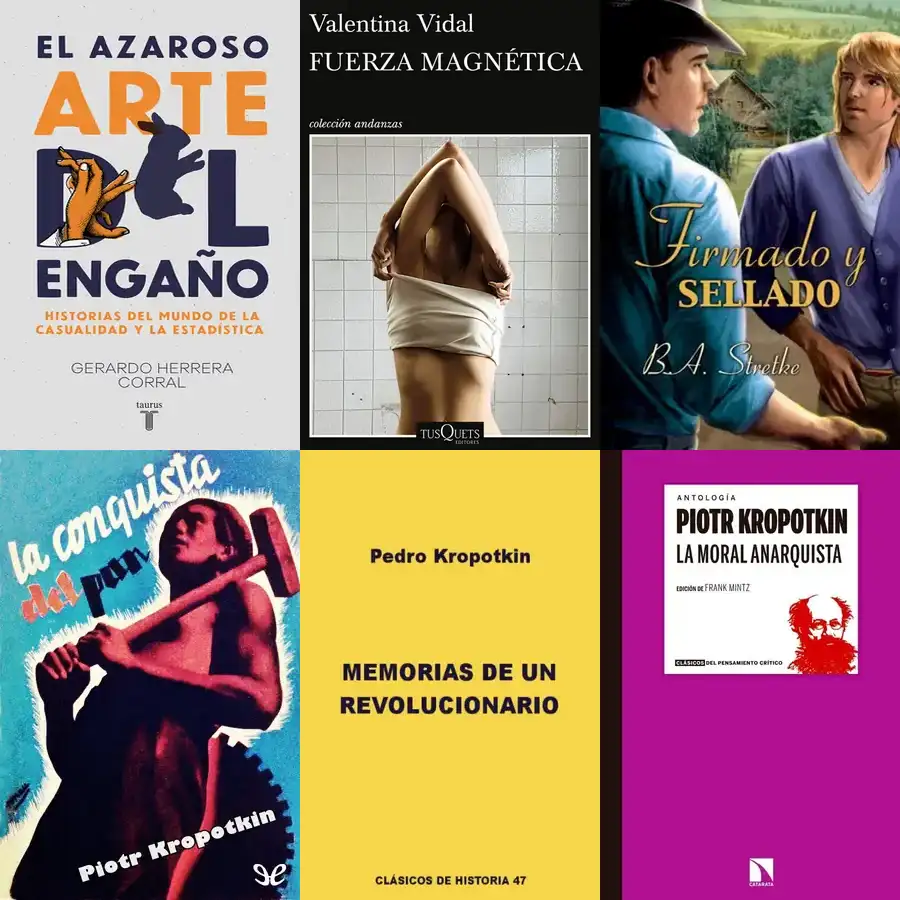 EL AZAROSO
ARTE
DEL
ENGAÑO
HISTORIAS DEL MUNDO DE LA
CASUALIDAD Y LA ESTADÍSTICA
GERARDO HERRERA
CORRAL
taurus
Valentina Vidal
FUERZA MAGNÉTICA
colección andanzas
TUSQUETS
EDITORES
Firmado y
SELLADO
B.A. Stretke
la conquista
del pan
Piotr Kropotkin
Pedro Kropotkin
MEMORIAS DE UN
REVOLUCIONARIO
CLÁSICOS DE HISTORIA 47
ANTOLOGÍA
PIOTR KROPOTKIN
LA MORAL ANARQUISTA
EDICIÓN DE FRANK MINTZ
CLÁSICOS DEL PENSAMIENTO CRÍTICO
CATARATA